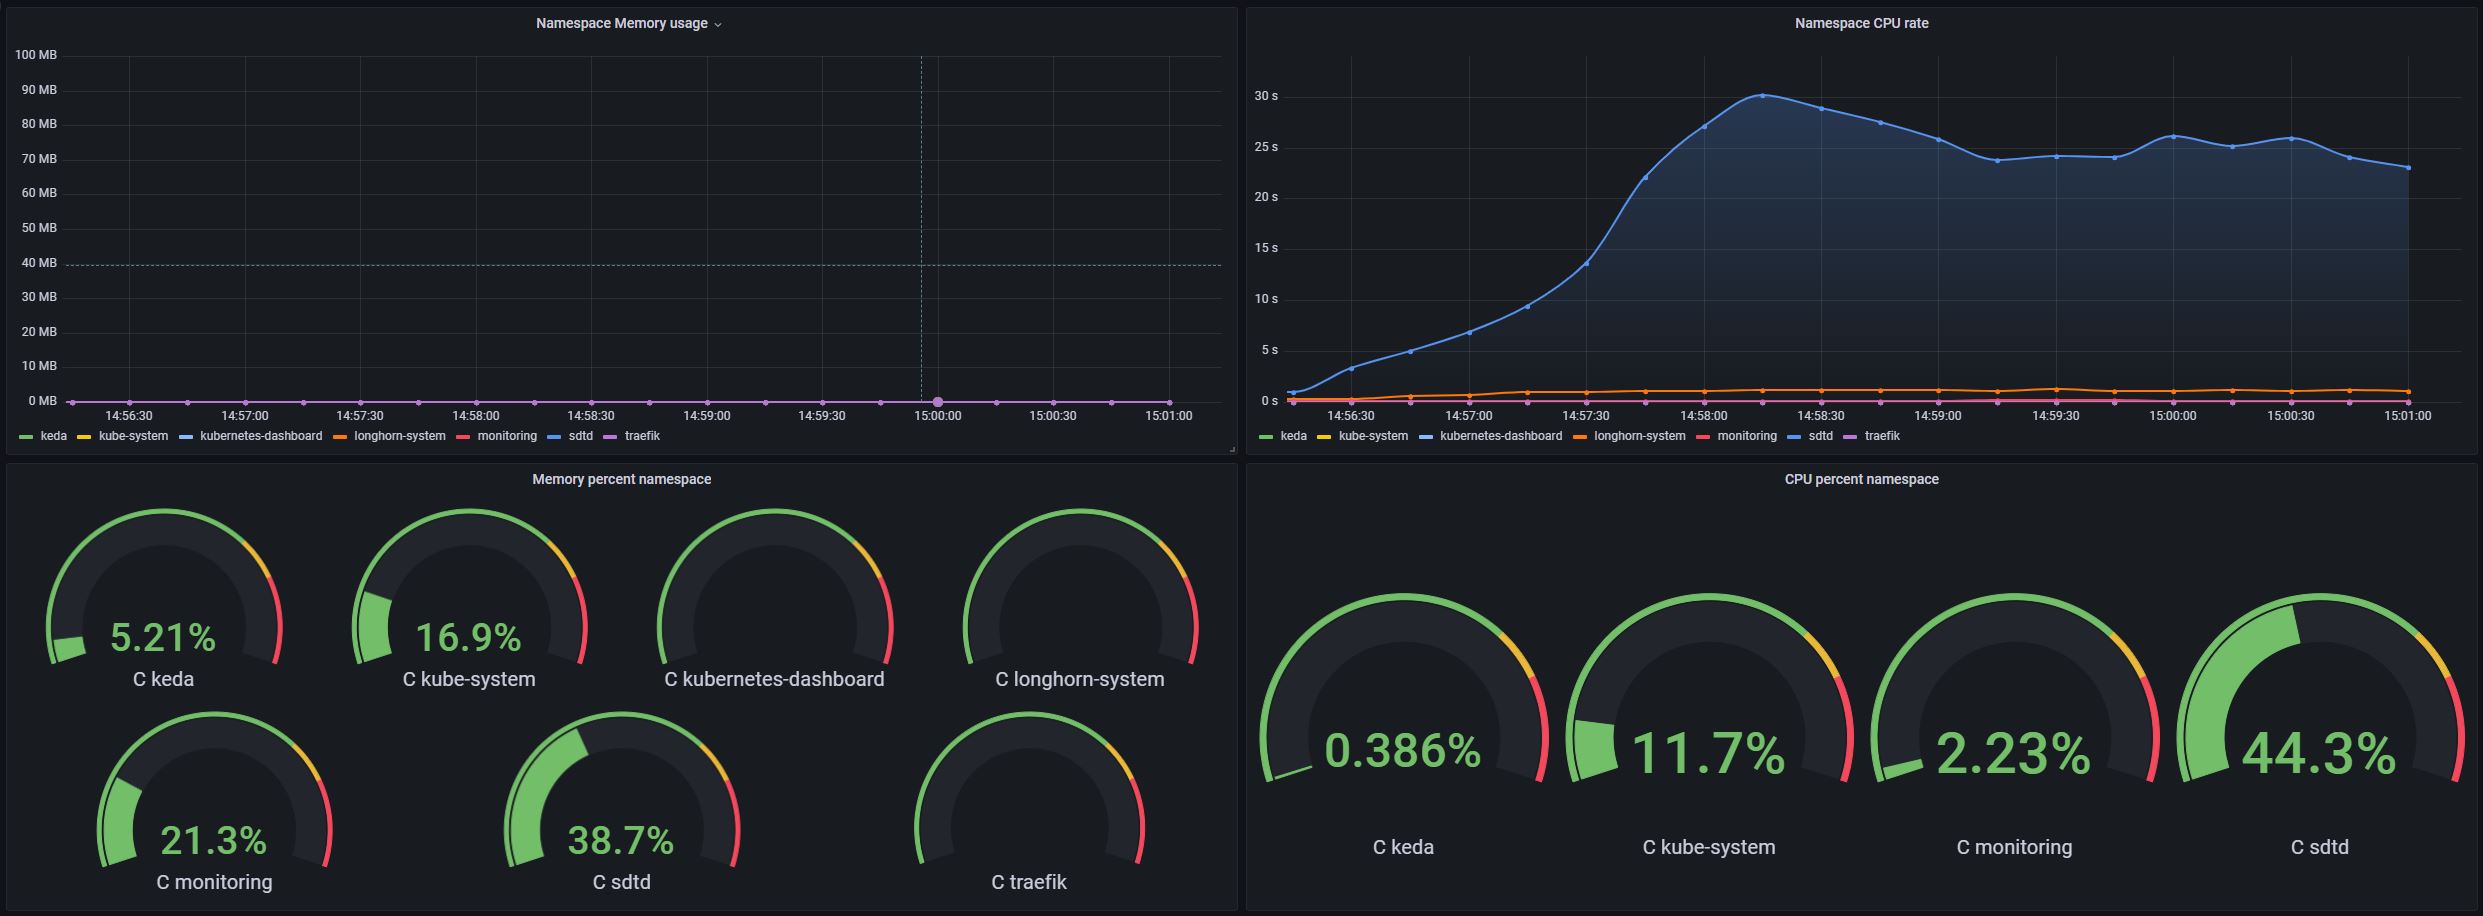 Namespace Memory usage
100 MB
90 MB
80 MB
70 MB
60 MB
50 MB
40 MB
30 MB
20 MB
10 MB
0 MB
14:56:30 14:57:00 14:57:30 14:58:00 14:58:30 14:59:00 14:59:30 15:00:00 15:00:30 15:01:00
keda kube-system kubernetes-dashboard longhorn-system monitoring sdtd traefik
Namespace CPU rate
30 s
25 s
20 s
15 s
10 s
5 s
0 s
14:56:30 14:57:00 14:57:30 14:58:00 14:58:30 14:59:00 14:59:30 15:00:00 15:00:30 15:01:00
keda kube-system kubernetes-dashboard longhorn-system monitoring sdtd traefik
Memory percent namespace
5.21% 16.9%
C keda C kube-system C kubernetes-dashboard C longhorn-system
21.3% 38.7%
C monitoring C sdtd C traefik
CPU percent namespace
0.386% 11.7% 2.23% 44.3%
C keda C kube-system C monitoring C sdtd